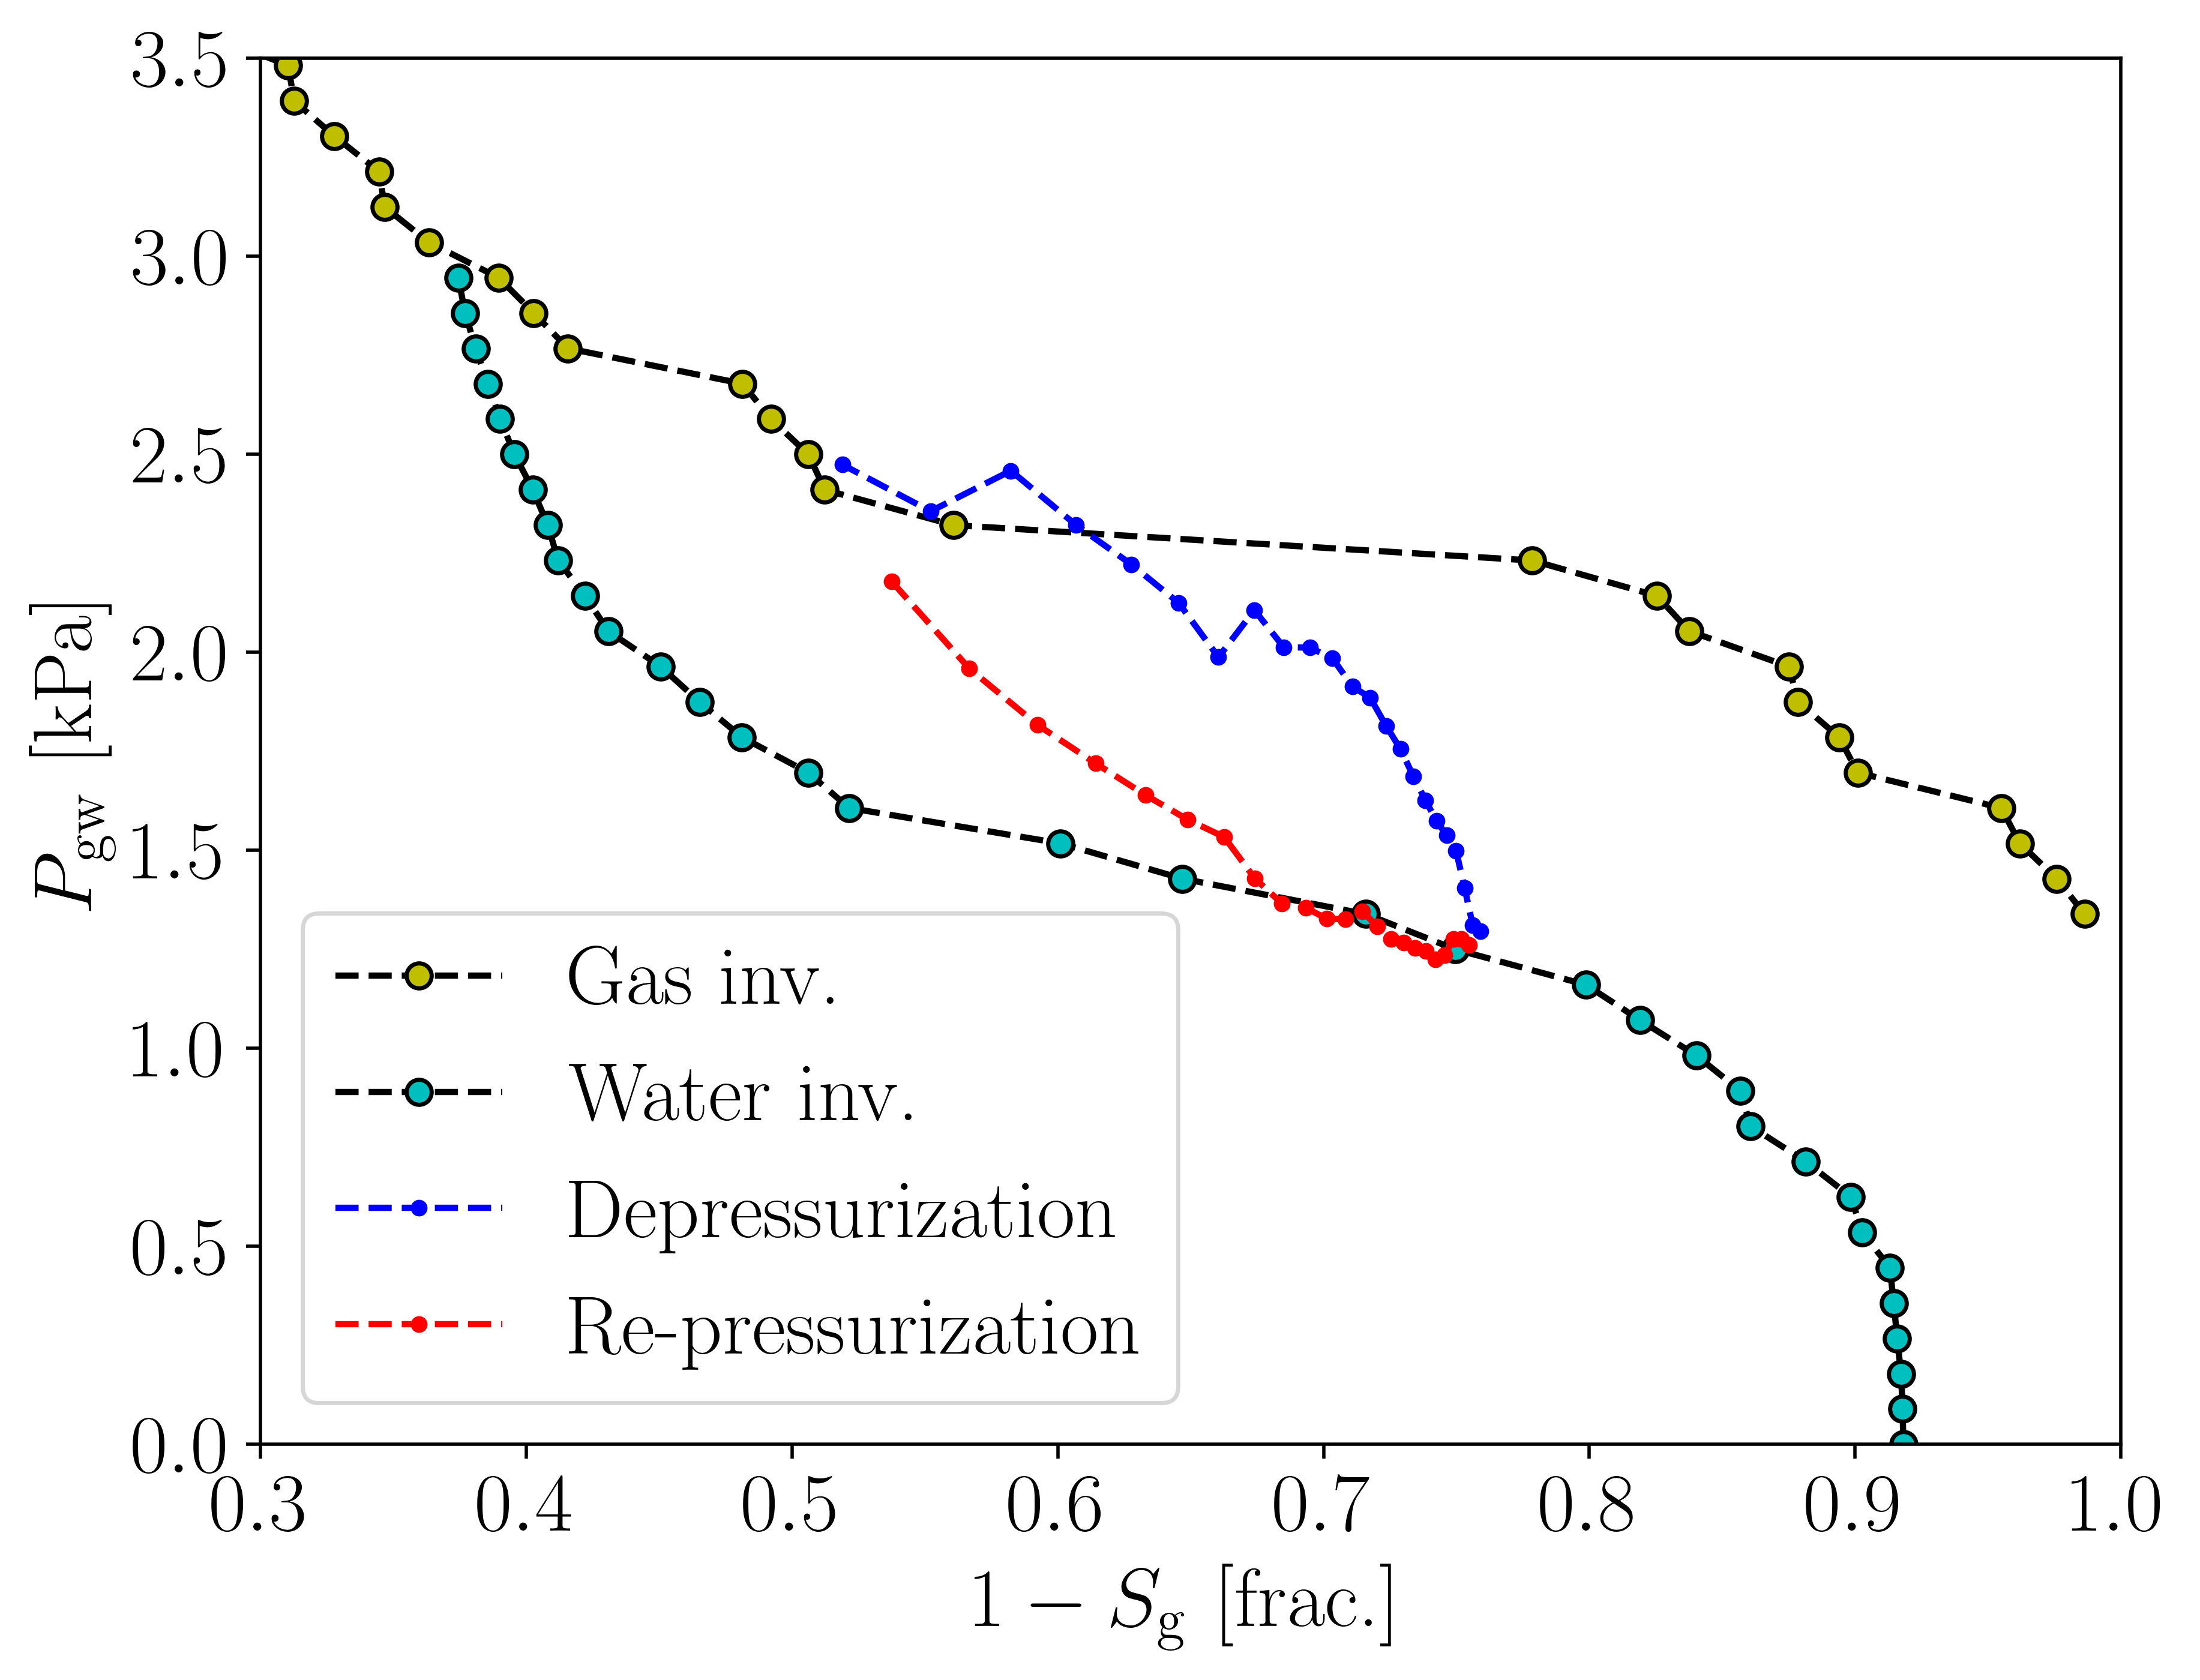 3.5
3.0
2.5
2.0
1.5
1.0
0.5
0.0
P_gw [kPa]
Gas inv.
Water inv.
Depressurization
Re-pressurization
0.3 0.4 0.5 0.6 0.7 0.8 0.9 1.0
1 − S_g [frac.]